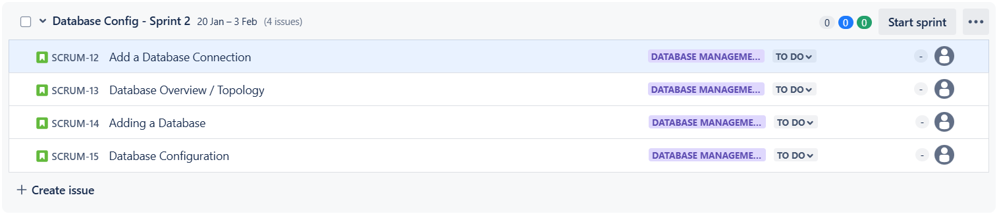 Database Config - Sprint 2 20 Jan – 3 Feb (4 issues) 0 0 0 Start sprint
SCRUM-12 Add a Database Connection DATABASE MANAGEME... TO DO -
SCRUM-13 Database Overview / Topology DATABASE MANAGEME... TO DO -
SCRUM-14 Adding a Database DATABASE MANAGEME... TO DO -
SCRUM-15 Database Configuration DATABASE MANAGEME... TO DO -
+ Create issue